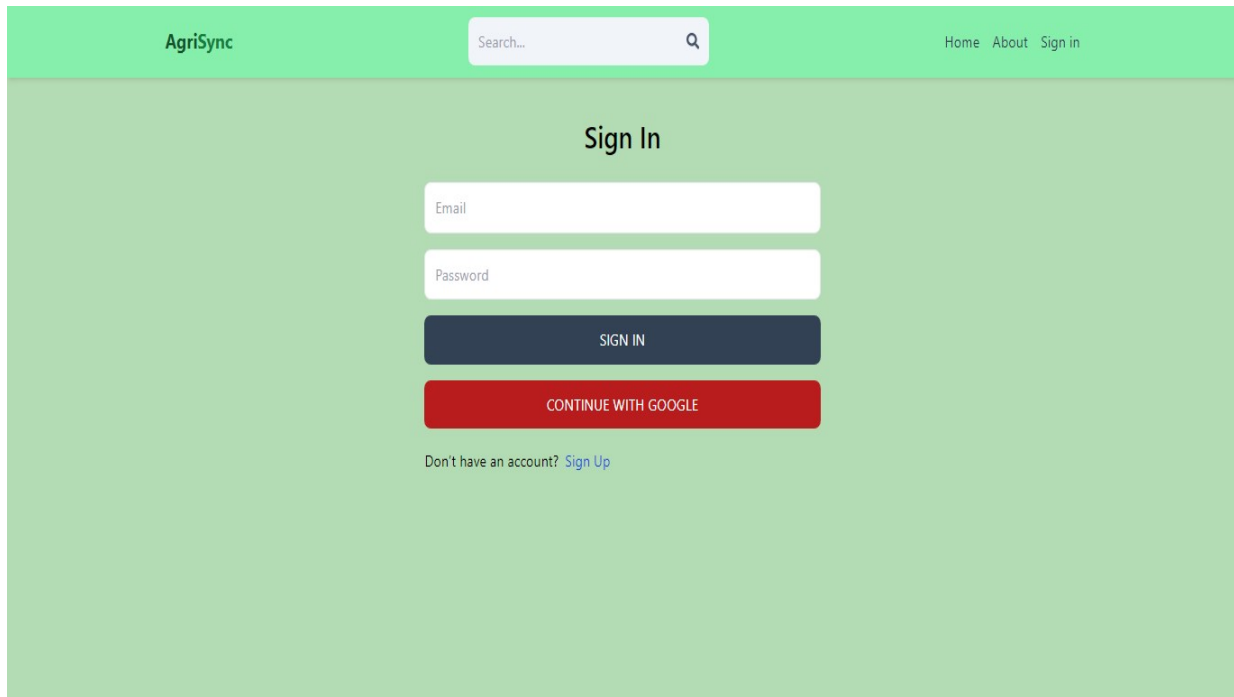 AgriSync
Search...
Home About Sign in
Sign In
Email
Password
SIGN IN
CONTINUE WITH GOOGLE
Don't have an account? Sign Up